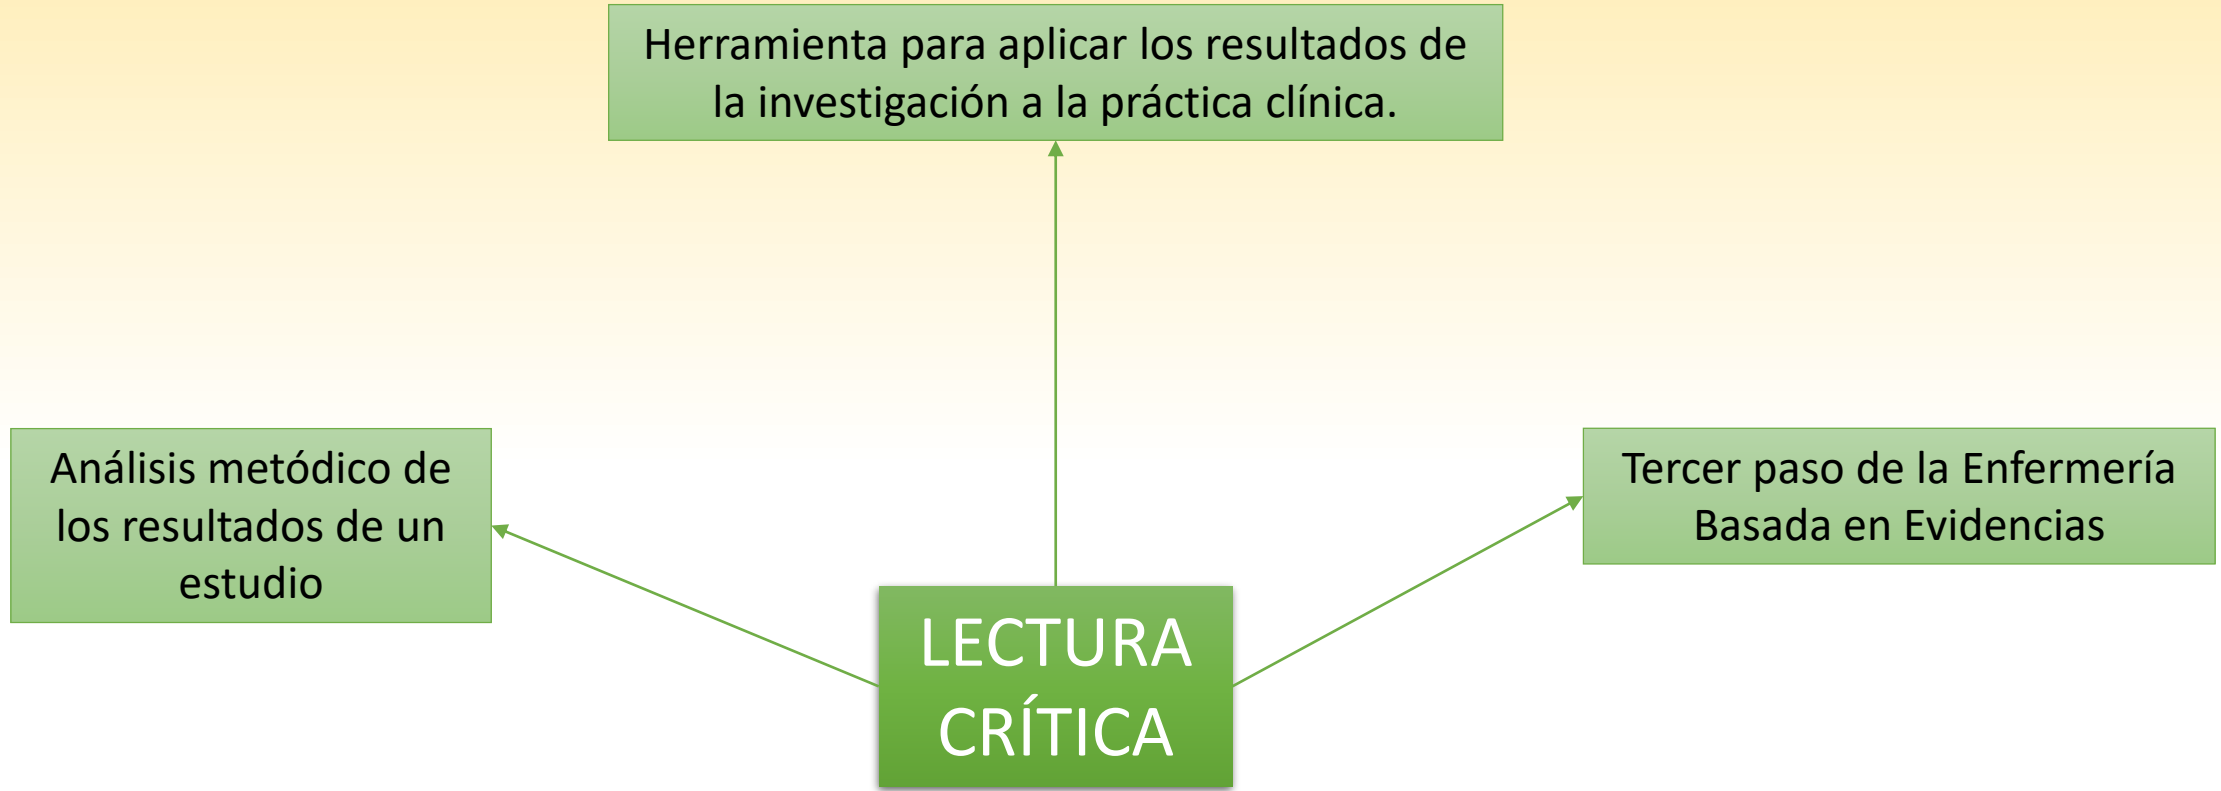 Herramienta para aplicar los resultados de
la investigación a la práctica clínica.
Análisis metódico de
los resultados de un
estudio
Tercer paso de la Enfermería
Basada en Evidencias
LECTURA
CRÍTICA